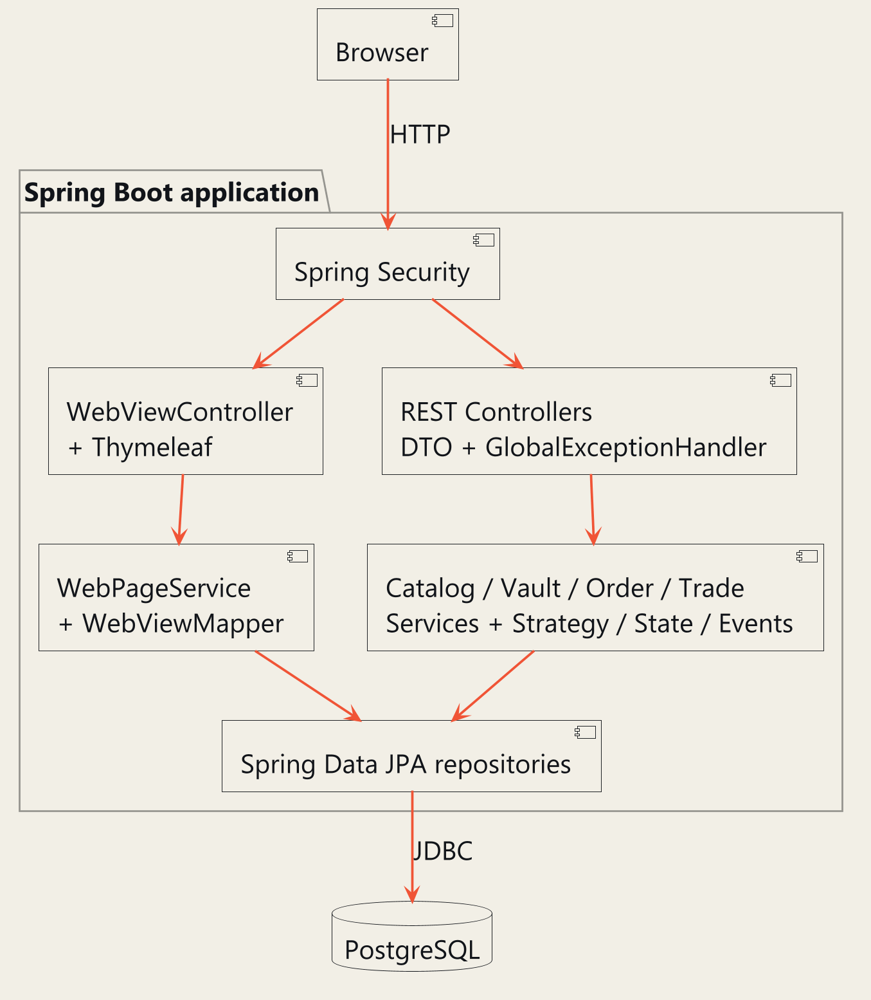 Browser
HTTP
Spring Boot application
Spring Security
WebViewController
+ Thymeleaf
REST Controllers
DTO + GlobalExceptionHandler
WebPageService
+ WebViewMapper
Catalog / Vault / Order / Trade
Services + Strategy / State / Events
Spring Data JPA repositories
JDBC
PostgreSQL